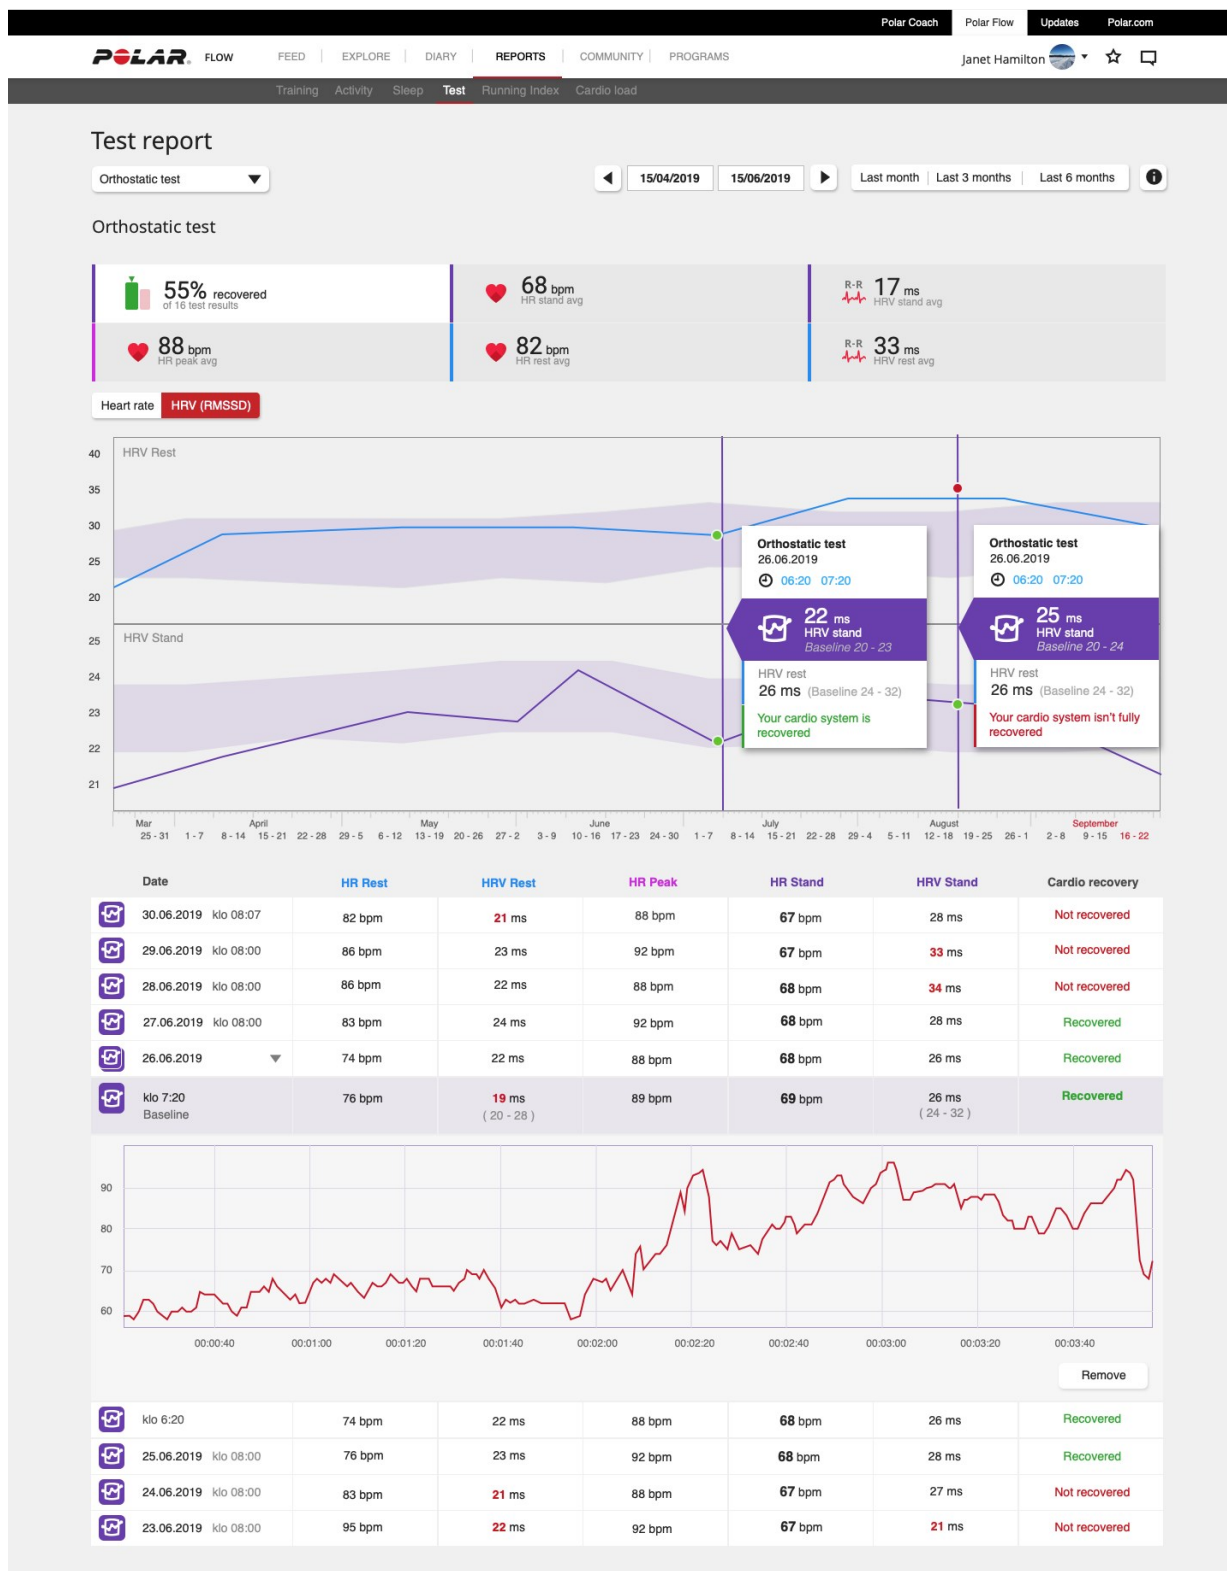 Polar Coach Polar Flow Updates Polar.com
POLAR. FLOW FEED EXPLORE DIARY REPORTS COMMUNITY PROGRAMS Janet Hamilton
Training Activity Sleep Test Running Index Cardio load
Test report
Orthostatic test 15/04/2019 15/06/2019 Last month Last 3 months Last 6 months
Orthostatic test
55% recovered
of 16 test results
68 bpm
HR stand avg
R-R 17 ms
HRV stand avg
88 bpm
HR peak avg
82 bpm
HR rest avg
R-R 33 ms
HRV rest avg
Heart rate HRV (RMSSD)
HRV Rest
40
35
30
25
20
HRV Stand
25
24
23
22
21
Orthostatic test
26.06.2019
06:20 07:20
22 ms
HRV stand
Baseline 20 - 23
HRV rest
26 ms (Baseline 24 - 32)
Your cardio system is
recovered
Orthostatic test
26.06.2019
06:20 07:20
25 ms
HRV stand
Baseline 20 - 24
HRV rest
26 ms (Baseline 24 - 32)
Your cardio system isn't fully
recovered
Mar April May June July August September
25 - 31 1 - 7 8 - 14 15 - 21 22 - 28 29 - 5 6 - 12 13 - 19 20 - 26 27 - 2 3 - 9 10 - 16 17 - 23 24 - 30 1 - 7 8 - 14 15 - 21 22 - 28 29 - 4 5 - 11 12 - 18 19 - 25 26 - 1 2 - 8 9 - 15 16 - 22
Date HR Rest HRV Rest HR Peak HR Stand HRV Stand Cardio recovery
30.06.2019 klo 08:07 82 bpm 21 ms 88 bpm 67 bpm 28 ms Not recovered
29.06.2019 klo 08:00 86 bpm 23 ms 92 bpm 67 bpm 33 ms Not recovered
28.06.2019 klo 08:00 86 bpm 22 ms 88 bpm 68 bpm 34 ms Not recovered
27.06.2019 klo 08:00 83 bpm 24 ms 92 bpm 68 bpm 28 ms Recovered
26.06.2019 74 bpm 22 ms 88 bpm 68 bpm 26 ms Recovered
klo 7:20 76 bpm 19 ms 89 bpm 69 bpm 26 ms Recovered
Baseline ( 20 - 28 ) ( 24 - 32 )
90
80
70
60
00:00:40 00:01:00 00:01:20 00:01:40 00:02:00 00:02:20 00:02:40 00:03:00 00:03:20 00:03:40
Remove
klo 6:20 74 bpm 22 ms 88 bpm 68 bpm 26 ms Recovered
25.06.2019 klo 08:00 76 bpm 23 ms 92 bpm 68 bpm 28 ms Recovered
24.06.2019 klo 08:00 83 bpm 21 ms 88 bpm 67 bpm 27 ms Not recovered
23.06.2019 klo 08:00 95 bpm 22 ms 92 bpm 67 bpm 21 ms Not recovered